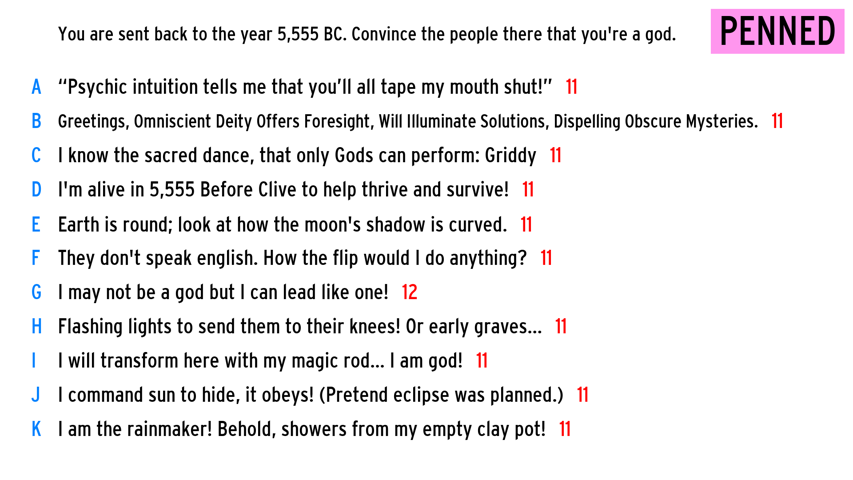 You are sent back to the year 5,555 BC. Convince the people there that you're a god.
PENNED
A “Psychic intuition tells me that you’ll all tape my mouth shut!” 11
B Greetings, Omniscient Deity Offers Foresight, Will Illuminate Solutions, Dispelling Obscure Mysteries. 11
C I know the sacred dance, that only Gods can perform: Griddy 11
D I'm alive in 5,555 Before Clive to help thrive and survive! 11
E Earth is round; look at how the moon's shadow is curved. 11
F They don't speak english. How the flip would I do anything? 11
G I may not be a god but I can lead like one! 12
H Flashing lights to send them to their knees! Or early graves... 11
I I will transform here with my magic rod... I am god! 11
J I command sun to hide, it obeys! (Pretend eclipse was planned.) 11
K I am the rainmaker! Behold, showers from my empty clay pot! 11